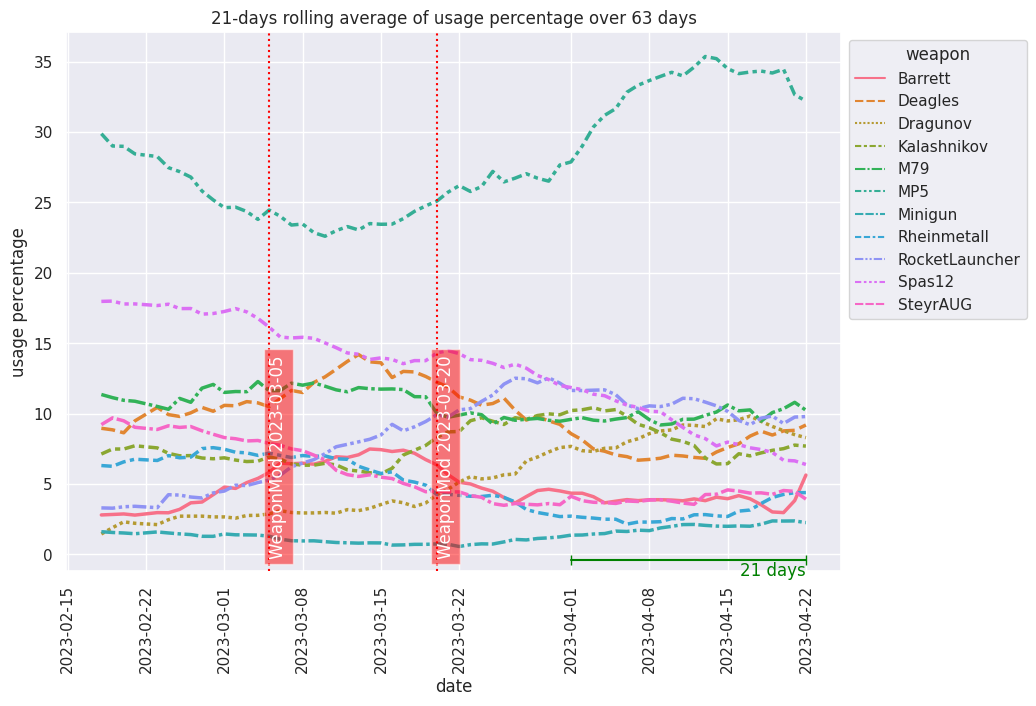 21-days rolling average of usage percentage over 63 days
usage percentage
35
30
25
20
15
10
5
0
WeaponMod 2023-03-05
WeaponMod 2023-03-20
21 days
2023-02-15
2023-02-22
2023-03-01
2023-03-08
2023-03-15
2023-03-22
2023-04-01
2023-04-08
2023-04-15
2023-04-22
date
weapon
Barrett
Deagles
Dragunov
Kalashnikov
M79
MP5
Minigun
Rheinmetall
RocketLauncher
Spas12
SteyrAUG